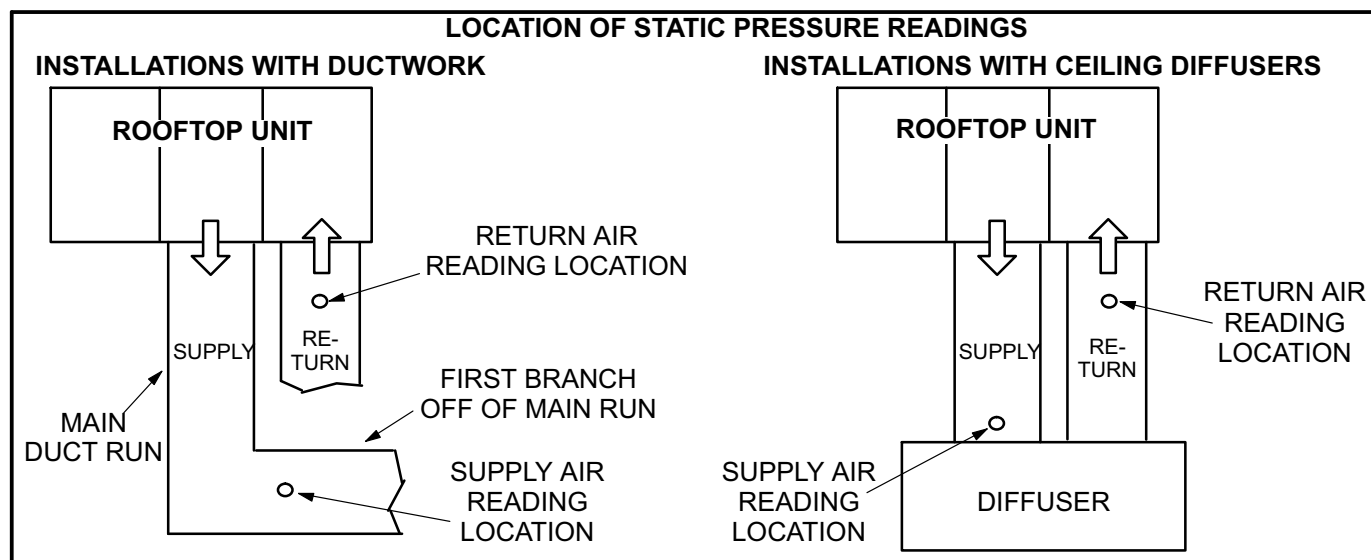 LOCATION OF STATIC PRESSURE READINGS
INSTALLATIONS WITH DUCTWORK
ROOFTOP UNIT
RETURN AIR
READING LOCATION
SUPPLY
RE-
TURN
MAIN
DUCT RUN
FIRST BRANCH
OFF OF MAIN RUN
SUPPLY AIR
READING
LOCATION
INSTALLATIONS WITH CEILING DIFFUSERS
ROOFTOP UNIT
RETURN AIR
READING
LOCATION
SUPPLY
RE-
TURN
SUPPLY AIR
READING
LOCATION
DIFFUSER